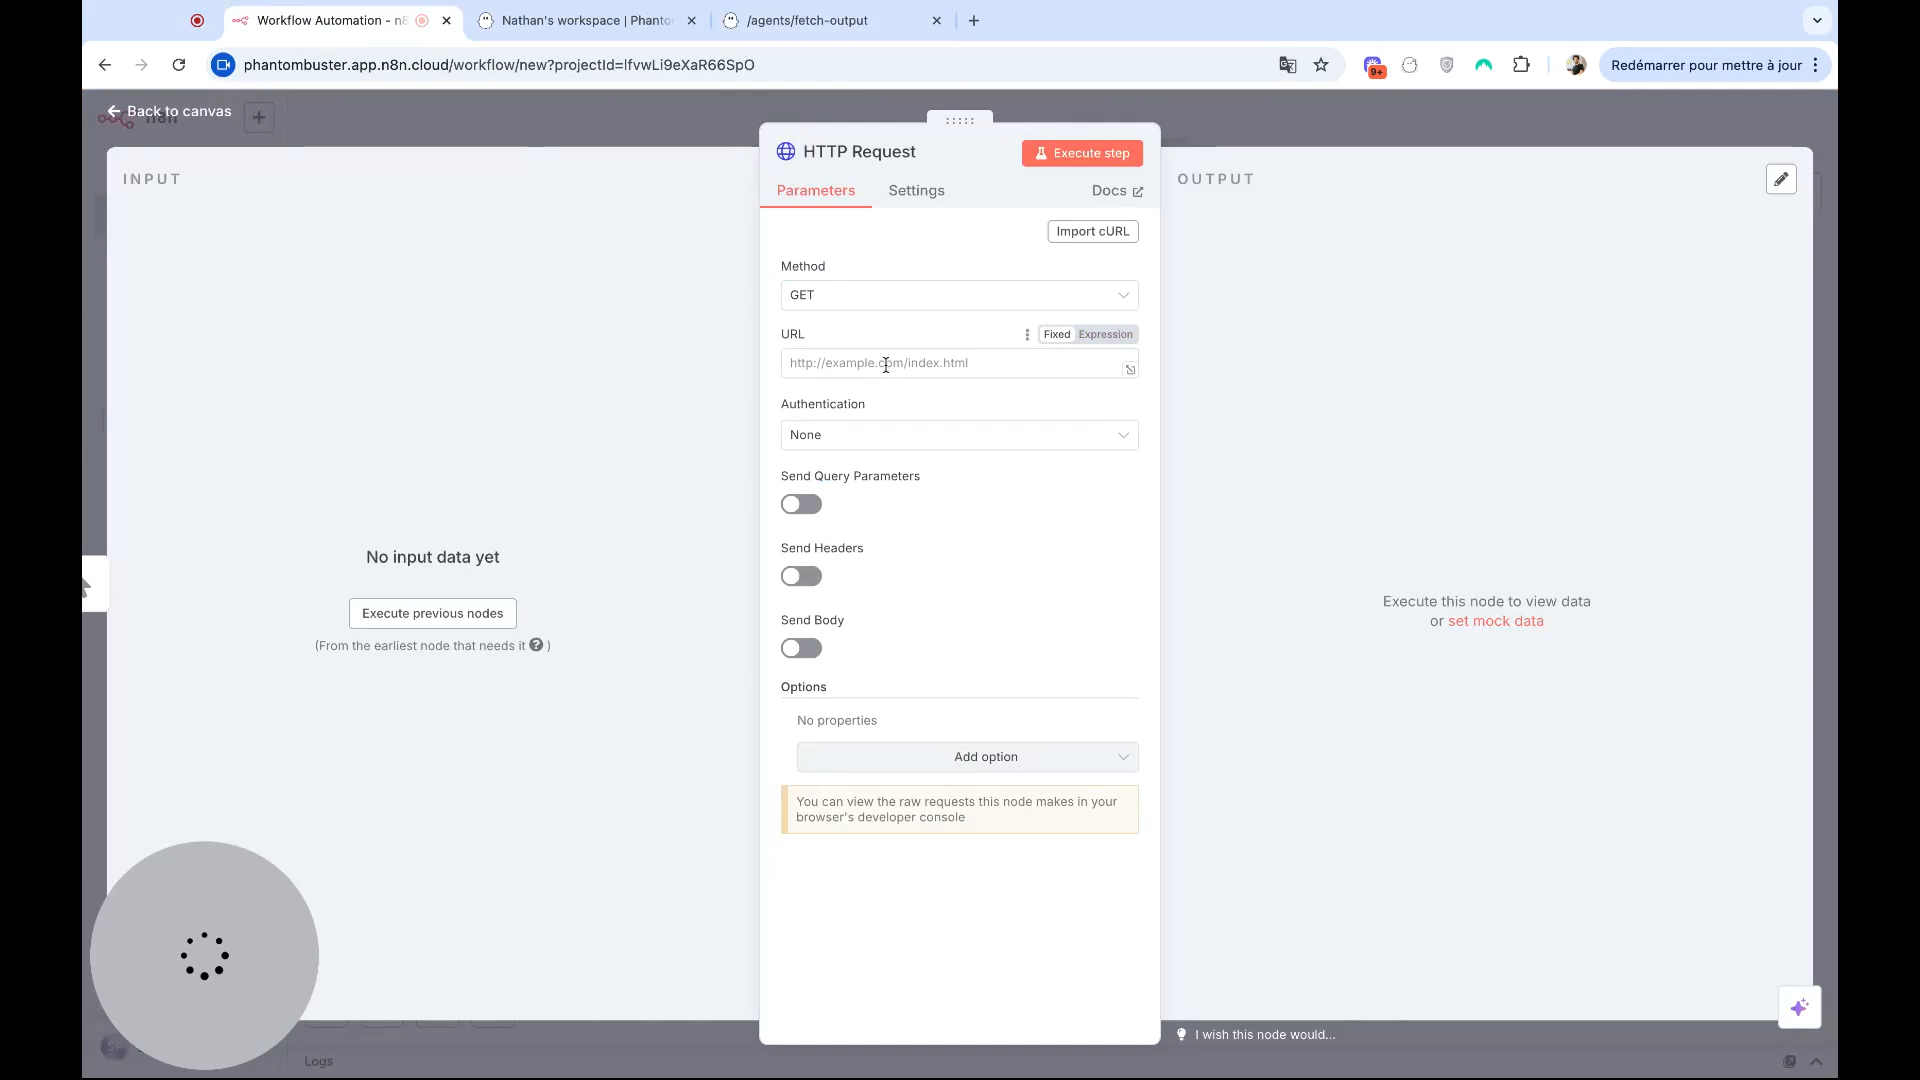 Workflow Automation - n8
Nathan's workspace | Phanto
/agents/fetch-output
phantombuster.app.n8n.cloud/workflow/new?projectId=lfvwLi9eXaR66SpO
9+
Redémarrer pour mettre à jour
Back to canvas
n8n
HTTP Request
Execute step
INPUT
OUTPUT
Parameters
Settings
Docs
Import cURL
Method
GET
URL
Fixed
Expression
http://example.com/index.html
Authentication
None
Send Query Parameters
Send Headers
No input data yet
Execute previous nodes
(From the earliest node that needs it ? )
Execute this node to view data
or set mock data
Send Body
Options
No properties
Add option
You can view the raw requests this node makes in your
browser's developer console
I wish this node would...
Logs